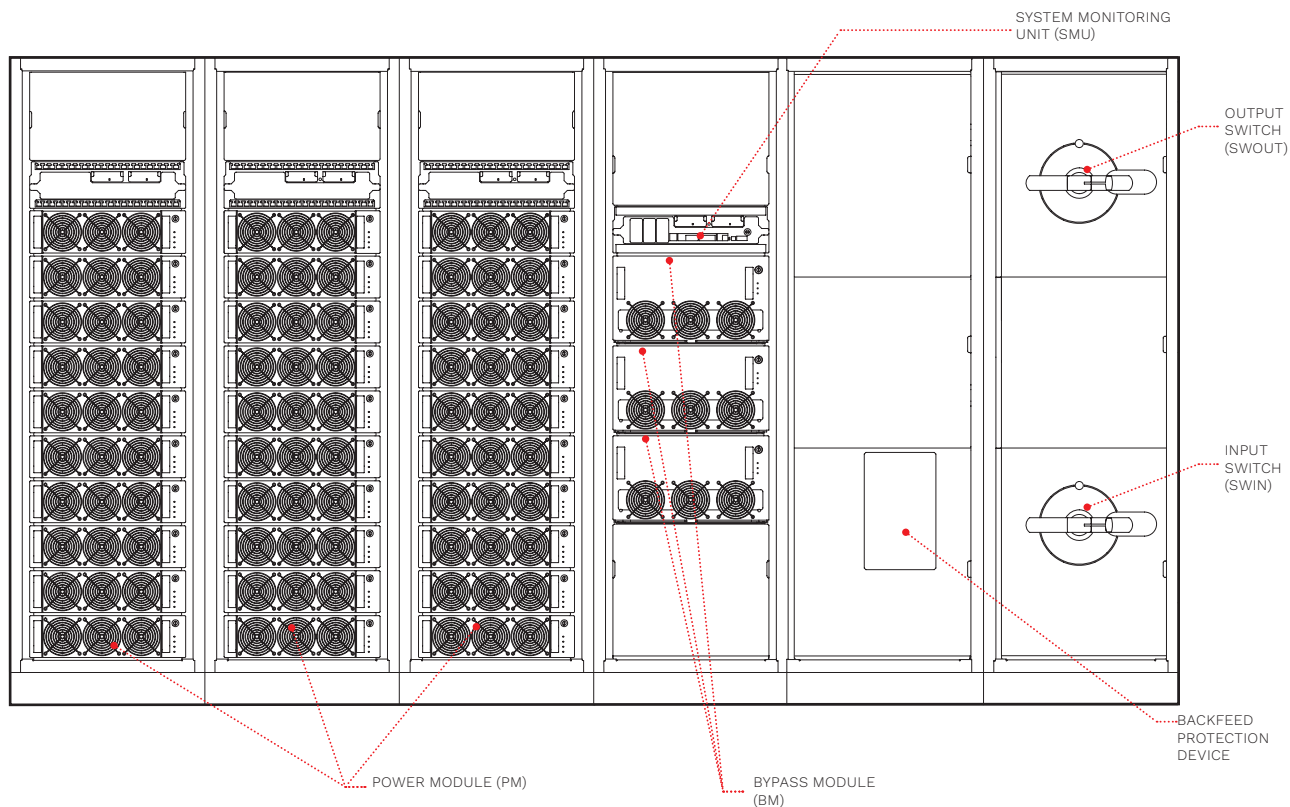 SYSTEM MONITORING
UNIT (SMU)
OUTPUT
SWITCH
(SWOUT)
INPUT
SWITCH
(SWIN)
BACKFEED
PROTECTION
DEVICE
POWER MODULE (PM)
BYPASS MODULE
(BM)